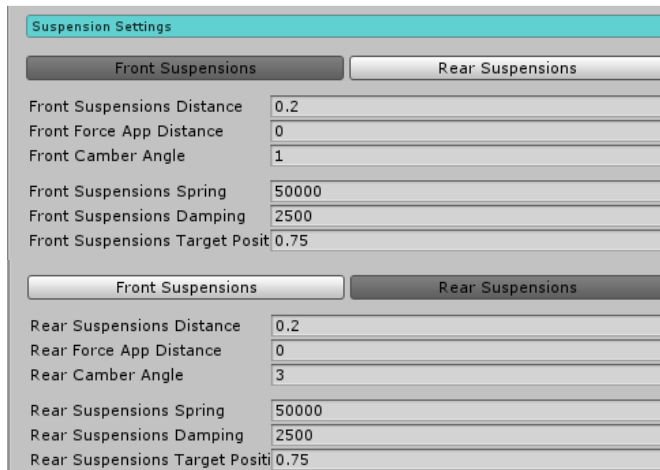 Suspension Settings
Front Suspensions Rear Suspensions
Front Suspensions Distance 0.2
Front Force App Distance 0
Front Camber Angle 1
Front Suspensions Spring 50000
Front Suspensions Damping 2500
Front Suspensions Target Posit 0.75
Front Suspensions Rear Suspensions
Rear Suspensions Distance 0.2
Rear Force App Distance 0
Rear Camber Angle 3
Rear Suspensions Spring 50000
Rear Suspensions Damping 2500
Rear Suspensions Target Positi 0.75